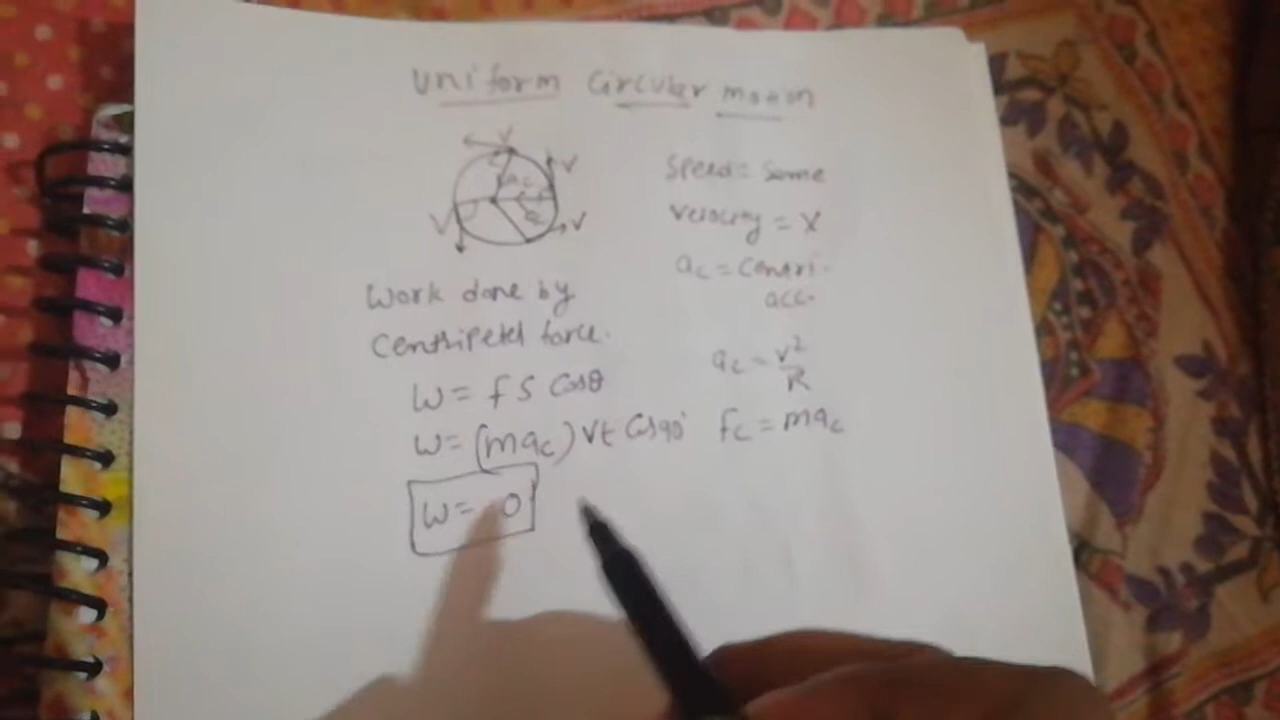 Uniform Circular motion
V
V
V
V
ac
Speed = Same
Velocity = X
ac = Centri.
acc.
Work done by
Centripetal force.
W = f s Cosθ
W = (mac) Vt Cos90°
W = 0
ac = v²/R
Fc = mac